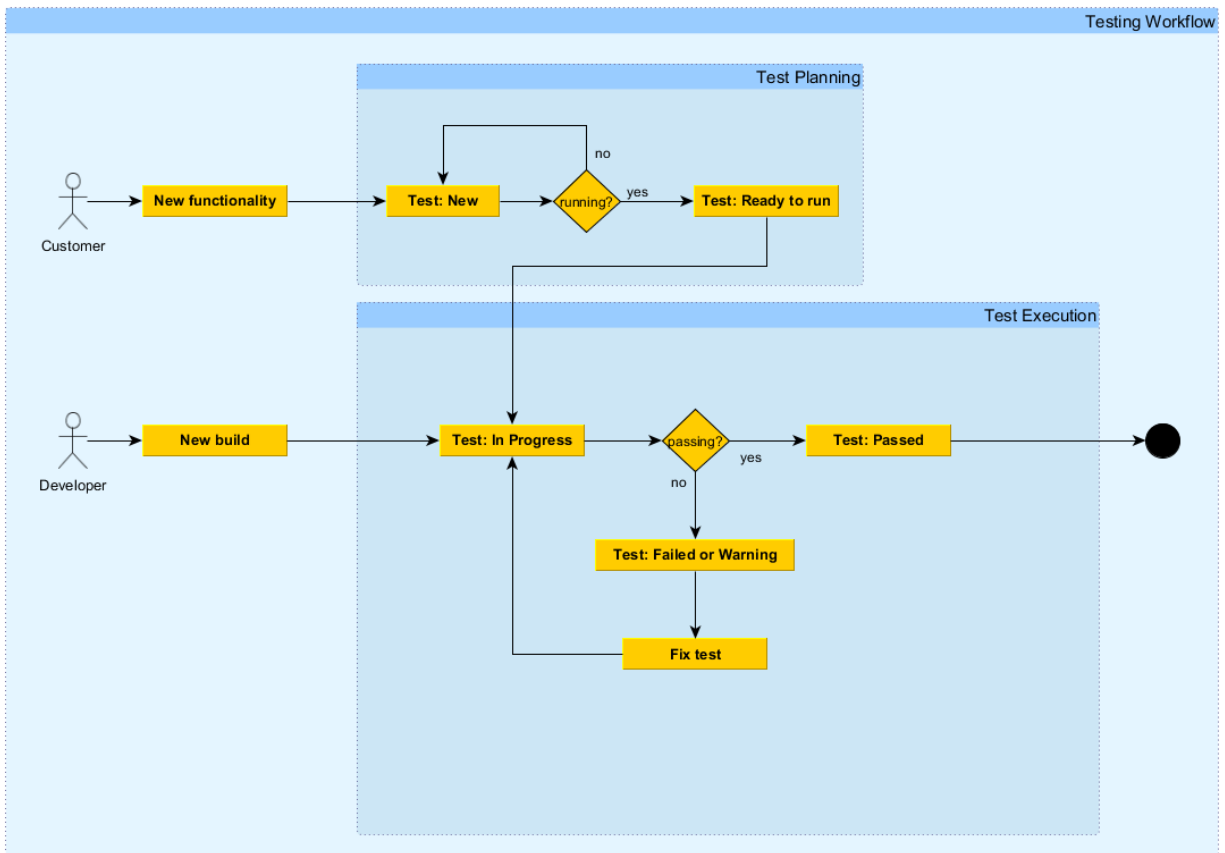 Testing Workflow
Test Planning
no
New functionality
Test: New
running?
yes
Test: Ready to run
Customer
Test Execution
New build
Test: In Progress
passing?
yes
Test: Passed
Developer
no
Test: Failed or Warning
Fix test